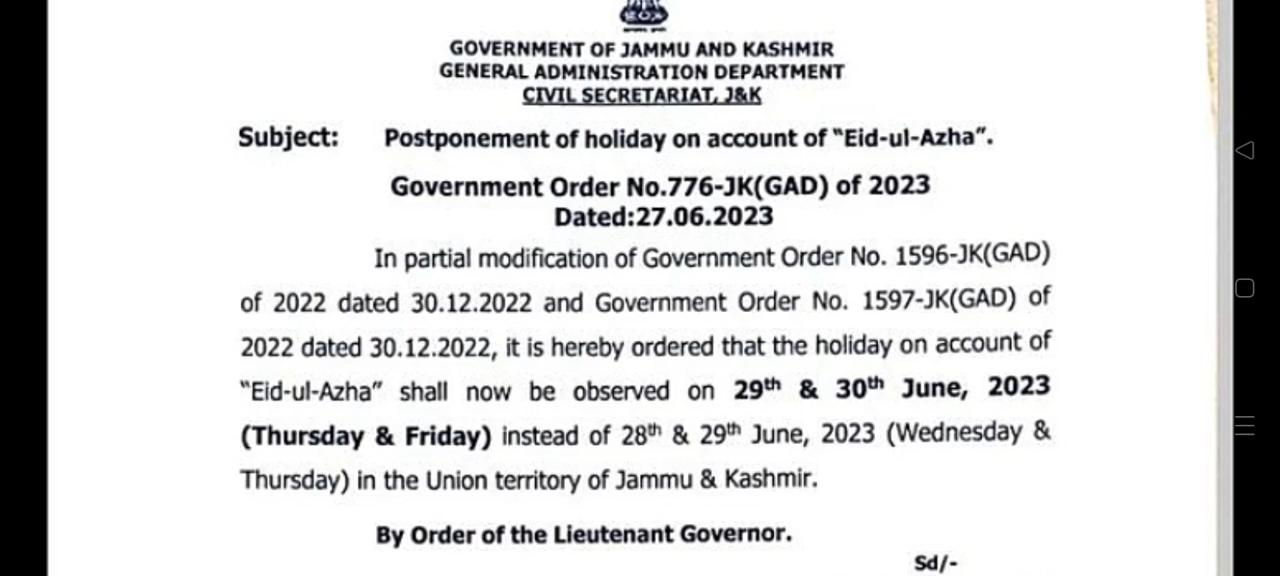 GOVERNMENT OF JAMMU AND KASHMIR
GENERAL ADMINISTRATION DEPARTMENT
CIVIL SECRETARIAT, J&K
Subject: Postponement of holiday on account of "Eid-ul-Azha".
Government Order No.776-JK(GAD) of 2023
Dated:27.06.2023
In partial modification of Government Order No. 1596-JK(GAD)
of 2022 dated 30.12.2022 and Government Order No. 1597-JK(GAD) of
2022 dated 30.12.2022, it is hereby ordered that the holiday on account of
"Eid-ul-Azha" shall now be observed on 29th & 30th June, 2023
(Thursday & Friday) instead of 28th & 29th June, 2023 (Wednesday &
Thursday) in the Union territory of Jammu & Kashmir.
By Order of the Lieutenant Governor.
Sd/-